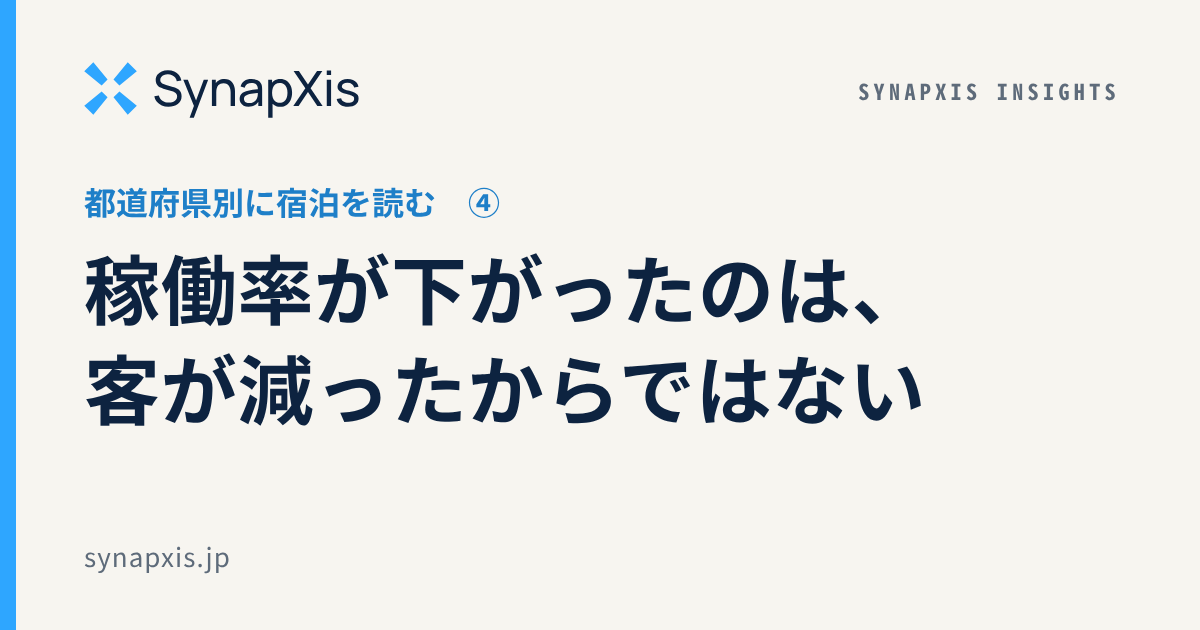 SynapXis
SYNAPXIS INSIGHTS
都道府県別に宿泊を読む ④
稼働率が下がったのは、
客が減ったからではない
synapxis.jp